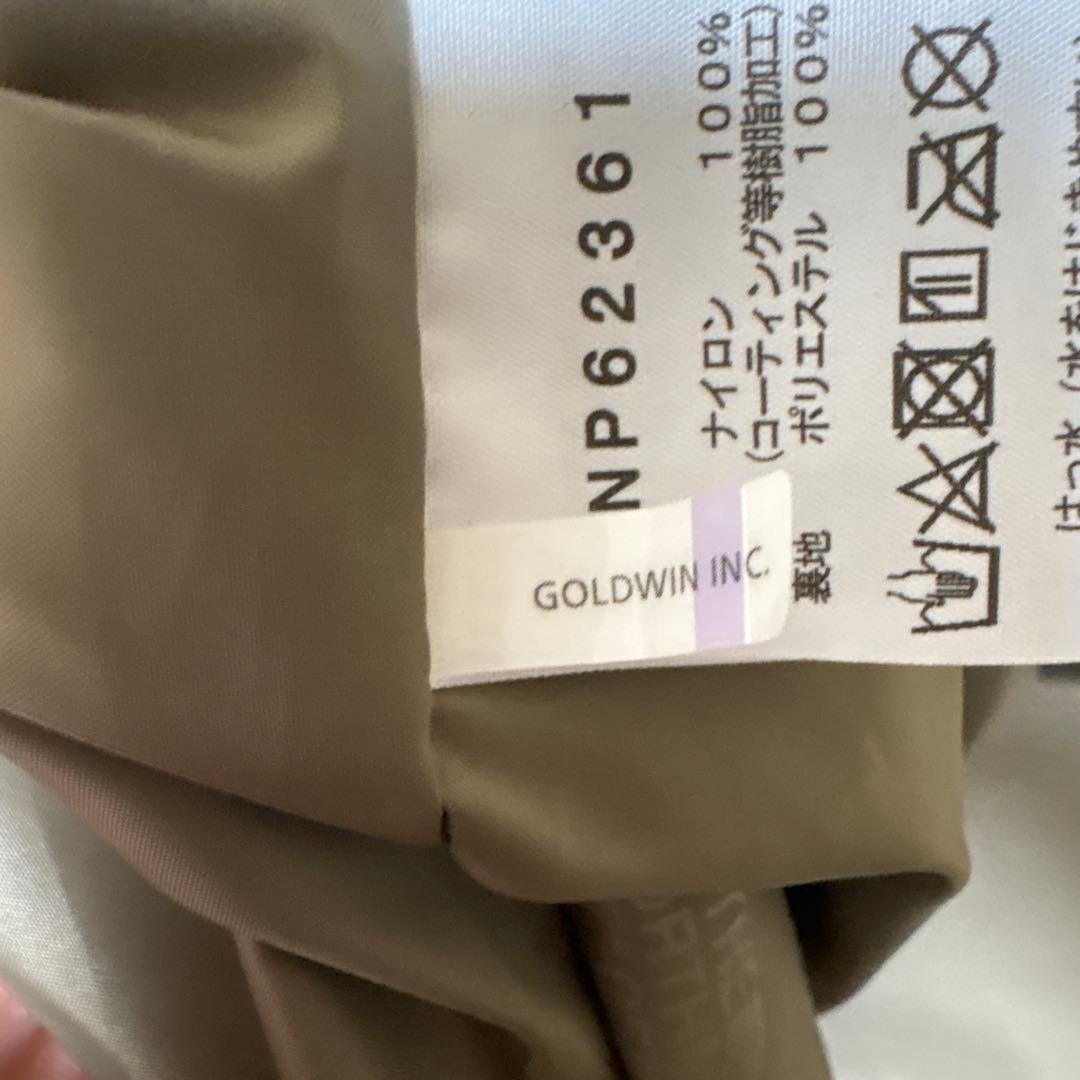 NP62361
ナイロン 100%
(コーティング等樹脂加工)
裏地 ポリエステル 100%
GOLDWIN INC.